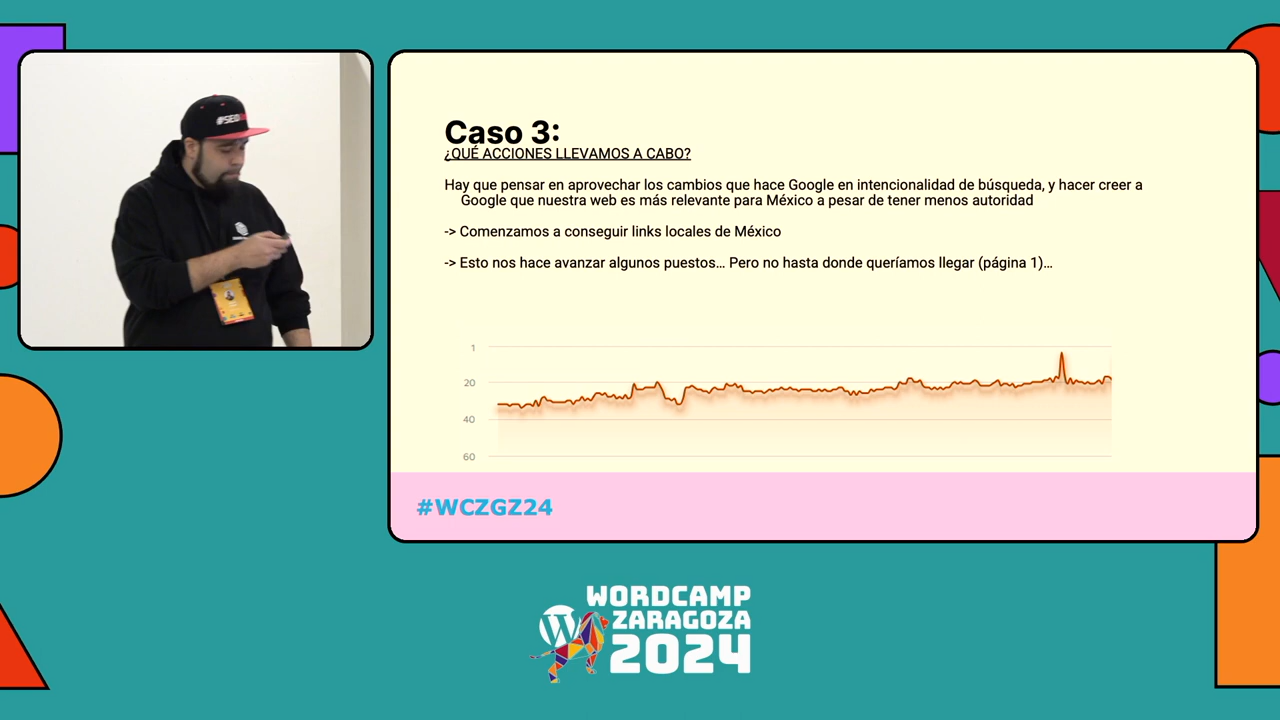 #SEO
Caso 3:
¿QUÉ ACCIONES LLEVAMOS A CABO?
Hay que pensar en aprovechar los cambios que hace Google en intencionalidad de búsqueda, y hacer creer a
Google que nuestra web es más relevante para México a pesar de tener menos autoridad
-> Comenzamos a conseguir links locales de México
-> Esto nos hace avanzar algunos puestos... Pero no hasta donde queríamos llegar (página 1)...
1
20
40
60
#WCZGZ24
WORDCAMP
ZARAGOZA
2024